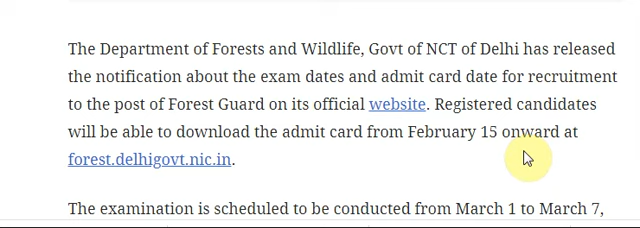 The Department of Forests and Wildlife, Govt of NCT of Delhi has released
the notification about the exam dates and admit card date for recruitment
to the post of Forest Guard on its official website. Registered candidates
will be able to download the admit card from February 15 onward at
forest.delhigovt.nic.in.
The examination is scheduled to be conducted from March 1 to March 7,